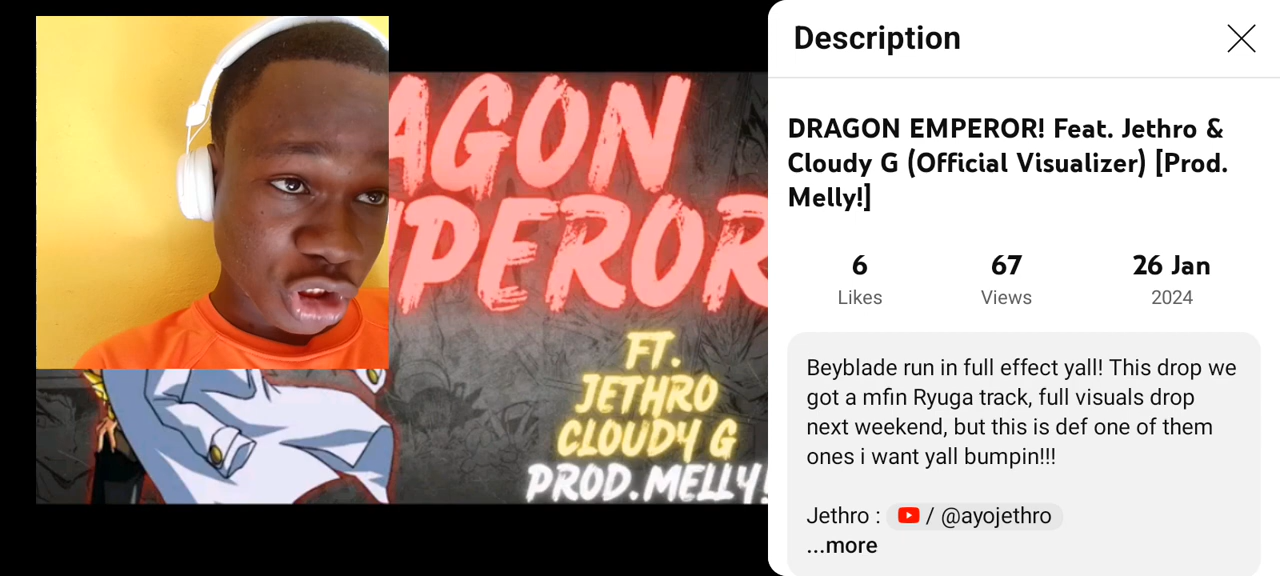 AGON
PEROR
FT.
JETHRO
CLOUDY G
PROD.MELLY!
Description
DRAGON EMPEROR! Feat. Jethro &
Cloudy G (Official Visualizer) [Prod.
Melly!]
6
67
26 Jan
Likes
Views
2024
Beyblade run in full effect yall! This drop we
got a mfin Ryuga track, full visuals drop
next weekend, but this is def one of them
ones i want yall bumpin!!!
Jethro : / @ayojethro
...more